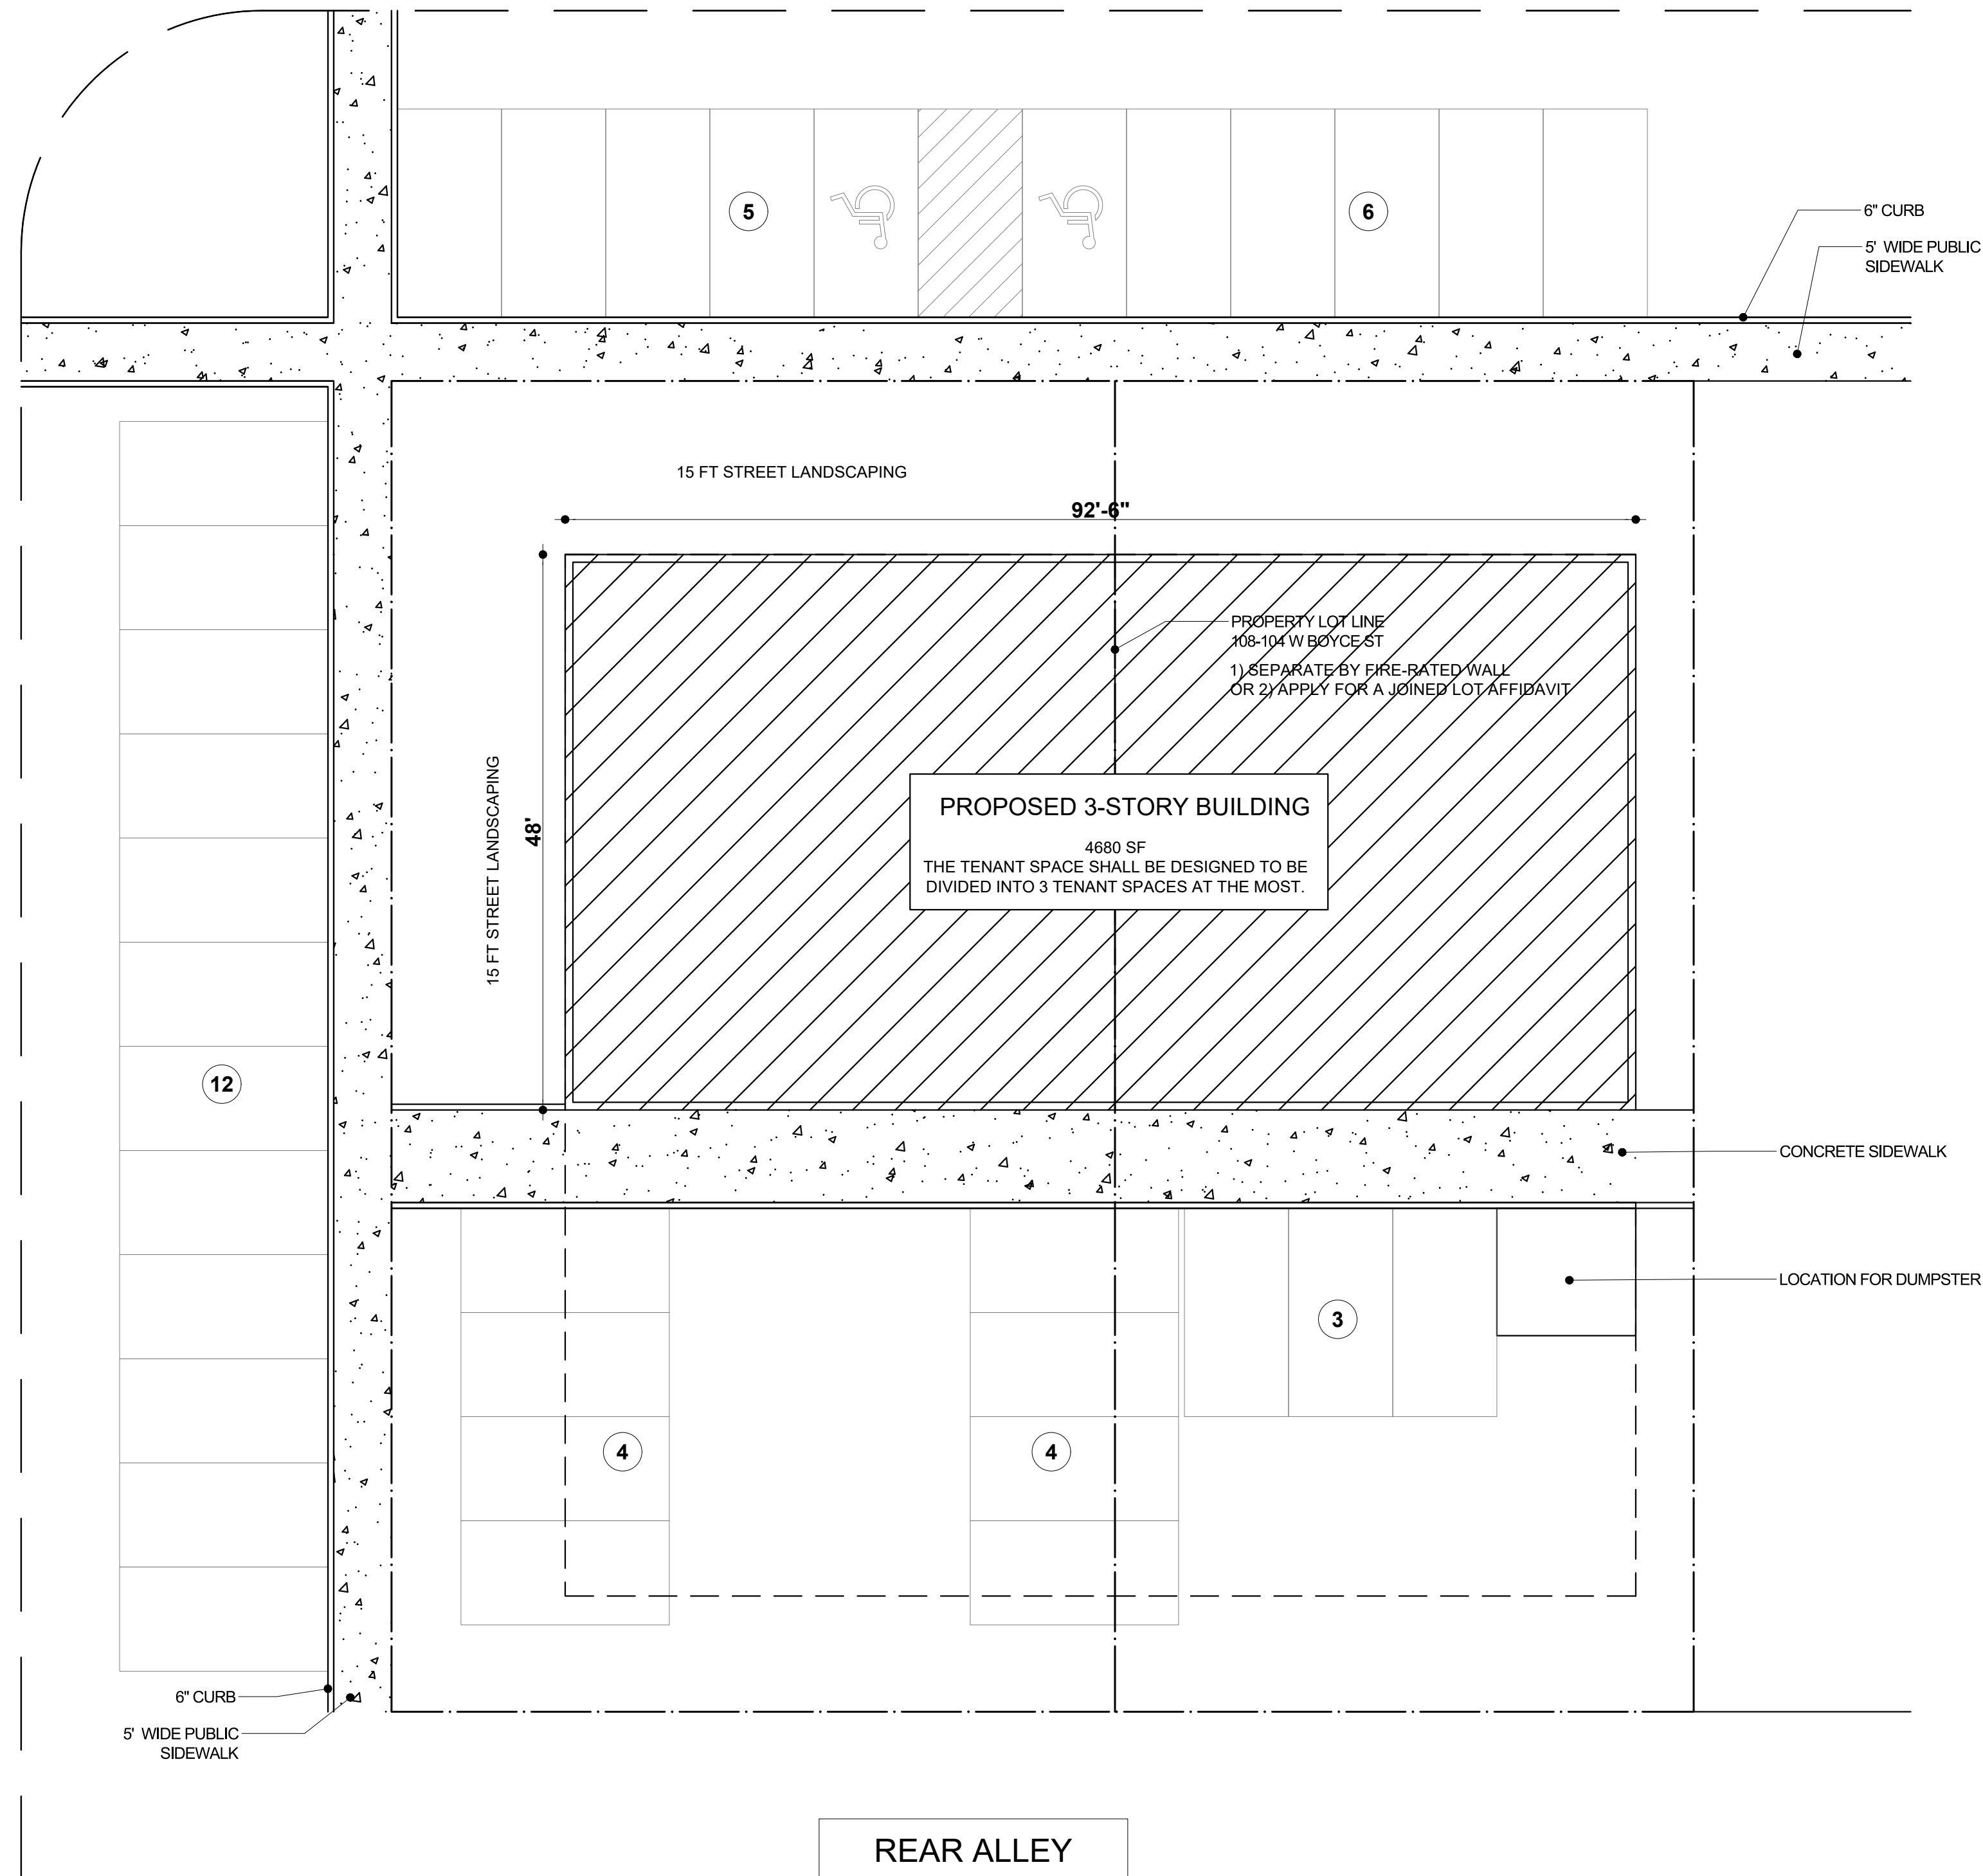 5
6
6" CURB
5' WIDE PUBLIC
SIDEWALK
15 FT STREET LANDSCAPING
92'-6"
PROPERTY LOT LINE
108-104 W BOYCE ST
1) SEPARATE BY FIRE-RATED WALL
OR 2) APPLY FOR A JOINED LOT AFFIDAVIT
15 FT STREET LANDSCAPING
48'
PROPOSED 3-STORY BUILDING
4680 SF
THE TENANT SPACE SHALL BE DESIGNED TO BE
DIVIDED INTO 3 TENANT SPACES AT THE MOST.
12
CONCRETE SIDEWALK
LOCATION FOR DUMPSTER
3
4
4
6" CURB
5' WIDE PUBLIC
SIDEWALK
REAR ALLEY